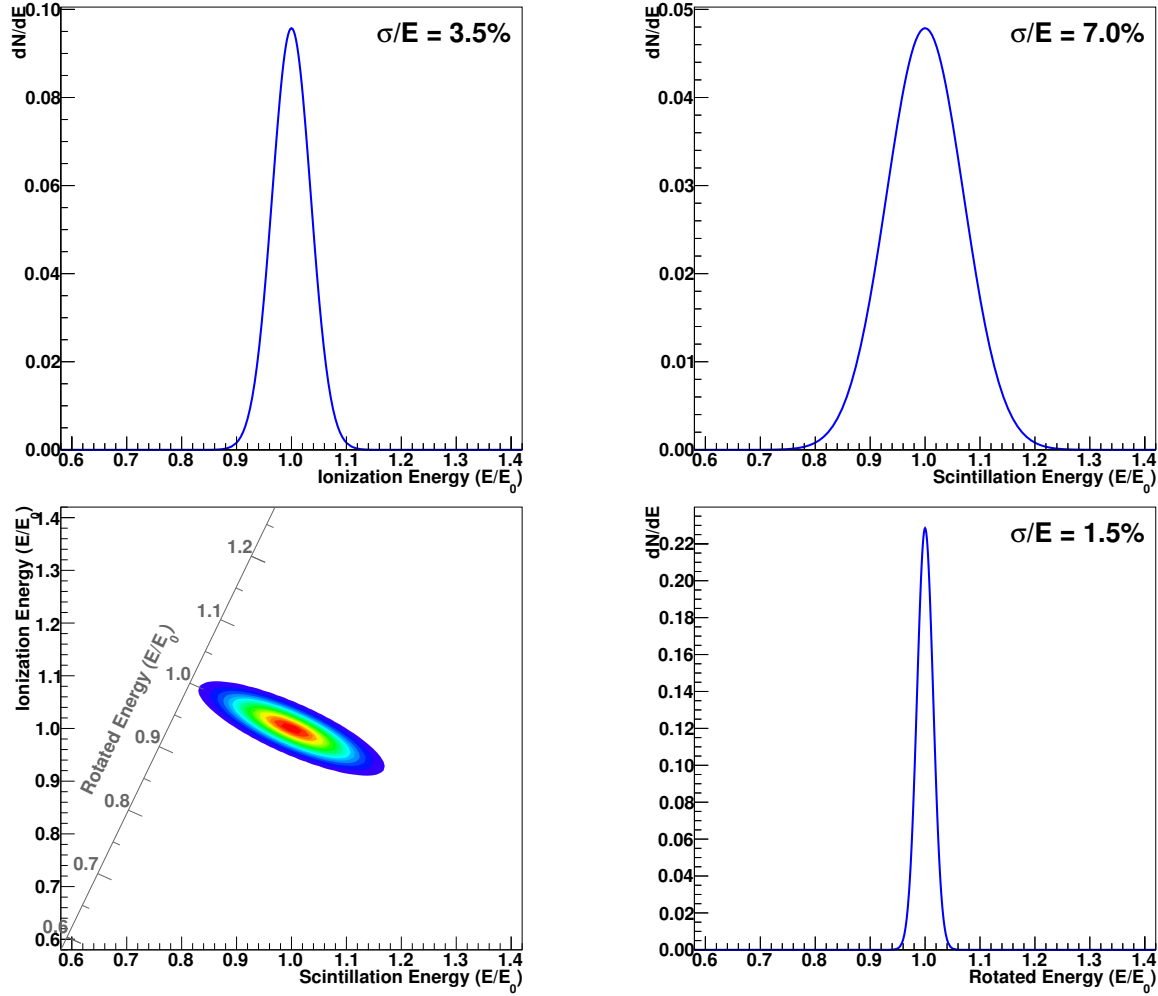 dN/dE
σ/E = 3.5%
0.10
0.08
0.06
0.04
0.02
0.00
0.6 0.7 0.8 0.9 1.0 1.1 1.2 1.3 1.4
Ionization Energy (E/E₀)
dN/dE
σ/E = 7.0%
0.05
0.04
0.03
0.02
0.01
0.00
0.6 0.7 0.8 0.9 1.0 1.1 1.2 1.3 1.4
Scintillation Energy (E/E₀)
Ionization Energy (E/E₀)
1.4
1.3
1.2
1.1
1.0
0.9
0.8
0.7
0.6
Rotated Energy (E/E₀)
1.2
1.1
1.0
0.9
0.8
0.7
0.6
0.6 0.7 0.8 0.9 1.0 1.1 1.2 1.3 1.4
Scintillation Energy (E/E₀)
dN/dE
σ/E = 1.5%
0.22
0.20
0.18
0.16
0.14
0.12
0.10
0.08
0.06
0.04
0.02
0.00
0.6 0.7 0.8 0.9 1.0 1.1 1.2 1.3 1.4
Rotated Energy (E/E₀)